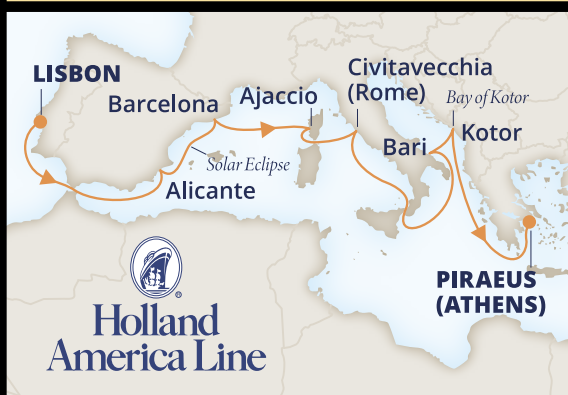 LISBON
Barcelona
Ajaccio
Civitavecchia
(Rome)
Bay of Kotor
Kotor
Bari
Solar Eclipse
Alicante
PIRAEUS
(ATHENS)
®
Holland
America Line